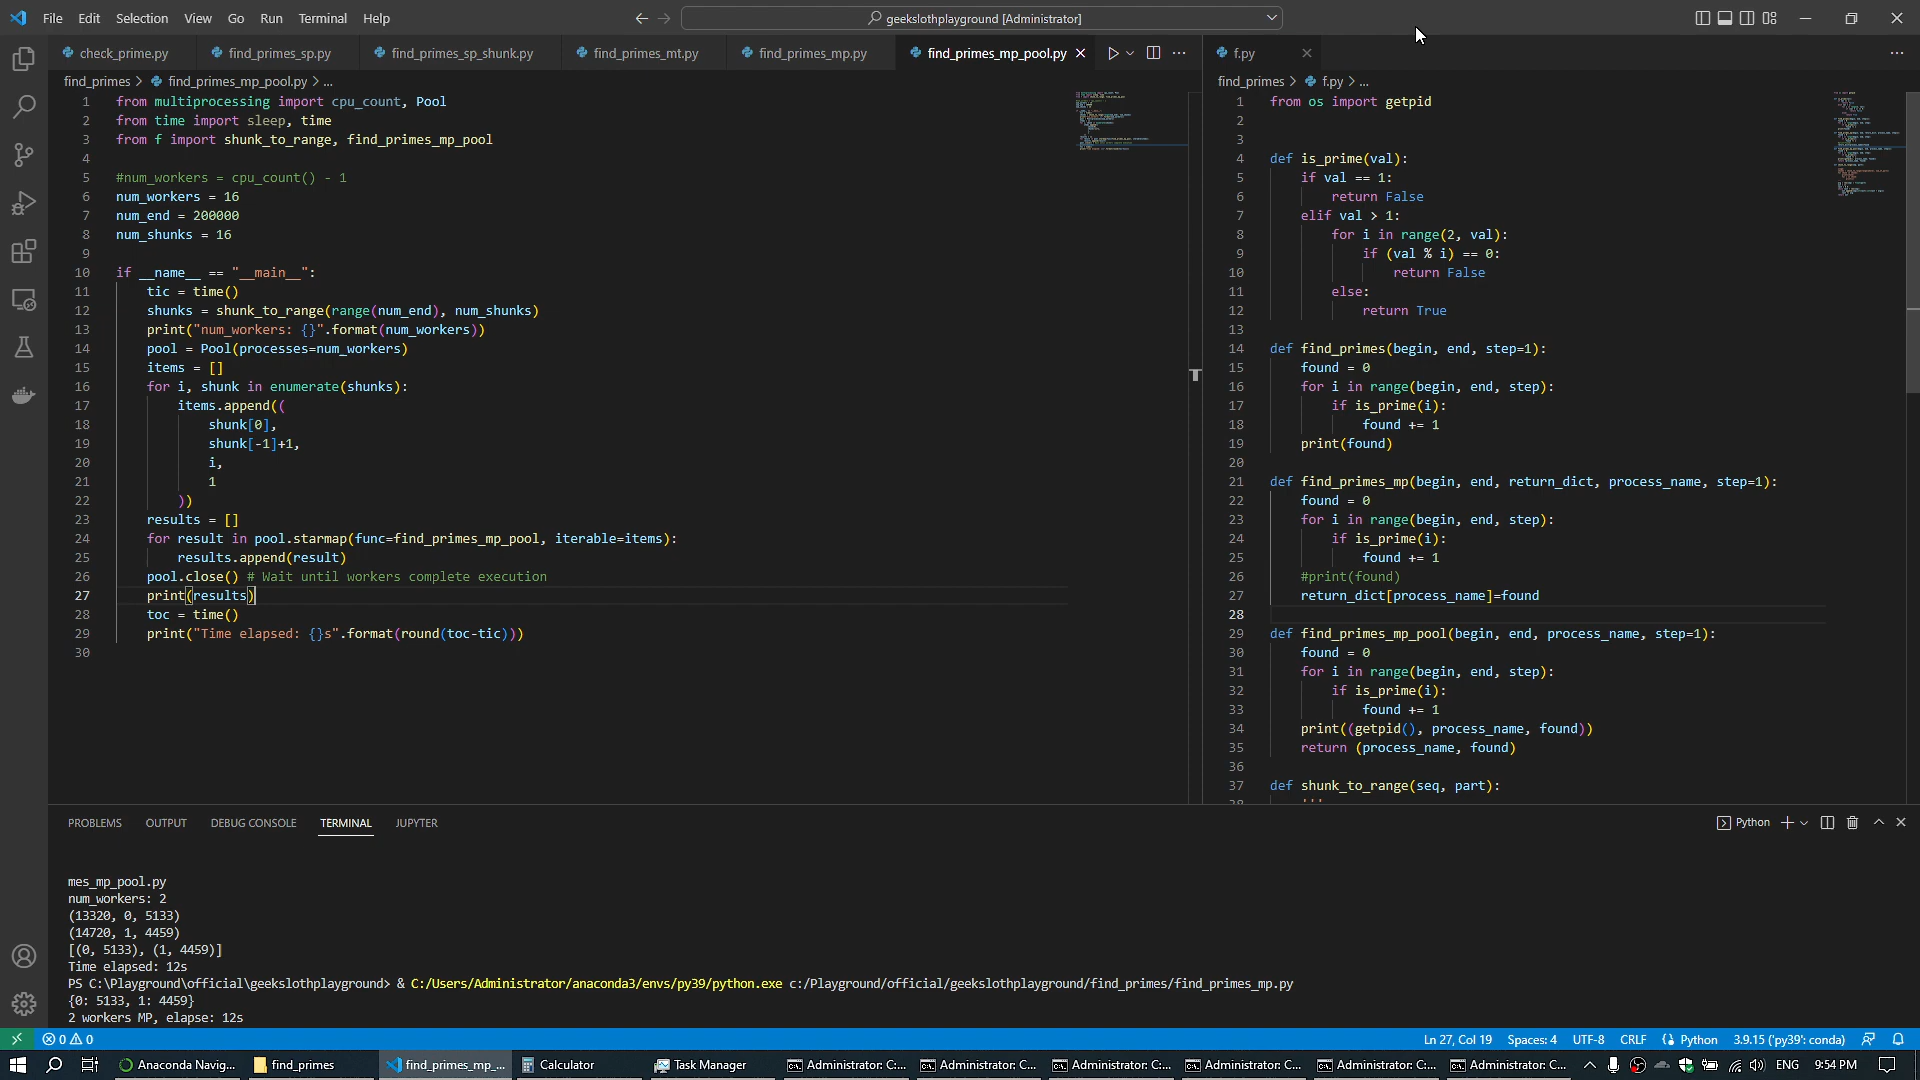 File Edit Selection View Go Run Terminal Help
geekslothplayground [Administrator]
check_prime.py find_primes_sp.py find_primes_sp_shunk.py find_primes_mt.py find_primes_mp.py find_primes_mp_pool.py
find_primes > find_primes_mp_pool.py > ...
1 from multiprocessing import cpu_count, Pool
2 from time import sleep, time
3 from f import shunk_to_range, find_primes_mp_pool
4
5 #num_workers = cpu_count() - 1
6 num_workers = 16
7 num_end = 200000
8 num_shunks = 16
9
10 if __name__ == "__main__":
11 tic = time()
12 shunks = shunk_to_range(range(num_end), num_shunks)
13 print("num_workers: {}".format(num_workers))
14 pool = Pool(processes=num_workers)
15 items = []
16 for i, shunk in enumerate(shunks):
17 items.append((
18 shunk[0],
19 shunk[-1]+1,
20 i,
21 1
22 ))
23 results = []
24 for result in pool.starmap(func=find_primes_mp_pool, iterable=items):
25 results.append(result)
26 pool.close() # Wait until workers complete execution
27 print(results)
28 toc = time()
29 print("Time elapsed: {}s".format(round(toc-tic)))
30
f.py
find_primes > f.py > ...
1 from os import getpid
2
3
4 def is_prime(val):
5 if val == 1:
6 return False
7 elif val > 1:
8 for i in range(2, val):
9 if (val % i) == 0:
10 return False
11 else:
12 return True
13
14 def find_primes(begin, end, step=1):
15 found = 0
16 for i in range(begin, end, step):
17 if is_prime(i):
18 found += 1
19 print(found)
20
21 def find_primes_mp(begin, end, return_dict, process_name, step=1):
22 found = 0
23 for i in range(begin, end, step):
24 if is_prime(i):
25 found += 1
26 #print(found)
27 return_dict[process_name]=found
28
29 def find_primes_mp_pool(begin, end, process_name, step=1):
30 found = 0
31 for i in range(begin, end, step):
32 if is_prime(i):
33 found += 1
34 print((getpid(), process_name, found))
35 return (process_name, found)
36
37 def shunk_to_range(seq, part):
38 '''
PROBLEMS OUTPUT DEBUG CONSOLE TERMINAL JUPYTER
Python
mes_mp_pool.py
num_workers: 2
(13320, 0, 5133)
(14720, 1, 4459)
[(0, 5133), (1, 4459)]
Time elapsed: 12s
PS C:\Playground\official\geekslothplayground> & C:/Users/Administrator/anaconda3/envs/py39/python.exe c:/Playground/official/geekslothplayground/find_primes/find_primes_mp.py
{0: 5133, 1: 4459}
2 workers MP, elapse: 12s
0 0 Ln 27, Col 19 Spaces: 4 UTF-8 CRLF Python 3.9.15 ('py39': conda)
Anaconda Navig... find_primes find_primes_mp_... Calculator Task Manager Administrator: C:... Administrator: C:... Administrator: C:... Administrator: C:... Administrator: C:... Administrator: C:... ENG 9:54 PM